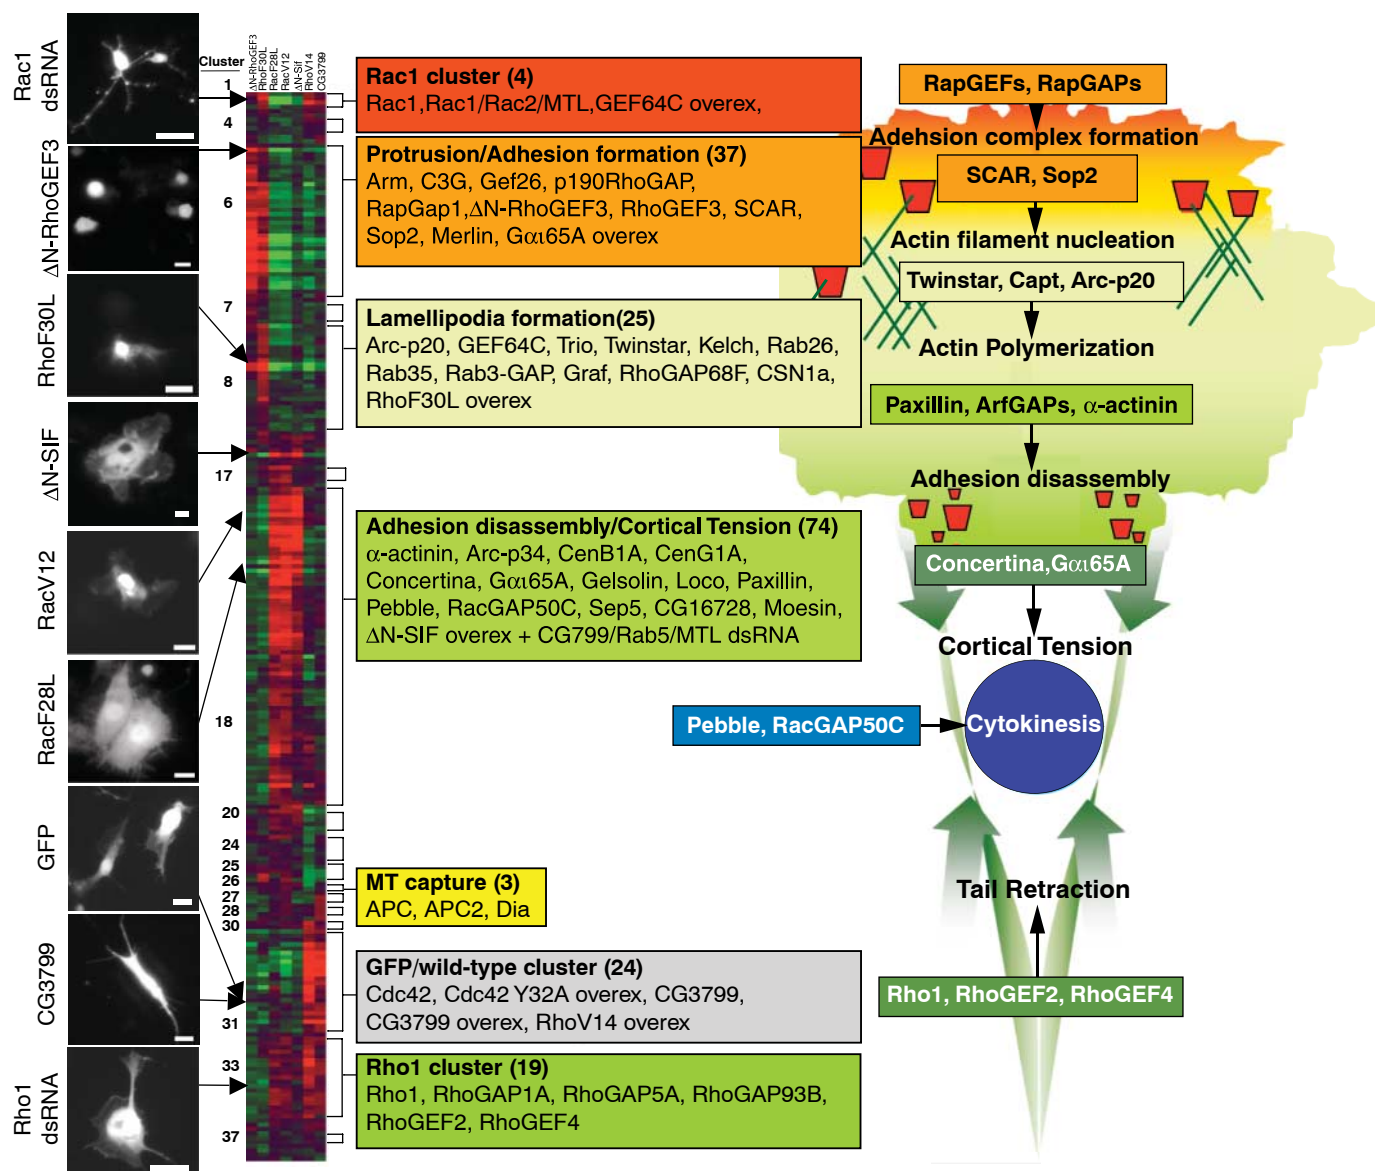 Rac1
dsRNA
ΔN-RhoGEF3
RhoF30L
ΔN-SIF
RacV12
RacF28L
GFP
CG3799
Rho1
dsRNA
Cluster
1
4
6
7
8
17
18
20
24
25
26
27
28
30
31
33
37
ΔN-RhoGEF3
RhoF30L
RacF28L
RacV12
ΔN-Sif
RhoV14
CG3799
Rac1 cluster (4)
Rac1,Rac1/Rac2/MTL,GEF64C overex,
Protrusion/Adhesion formation (37)
Arm, C3G, Gef26, p190RhoGAP,
RapGap1,ΔN-RhoGEF3, RhoGEF3, SCAR,
Sop2, Merlin, Gαι65A overex
Lamellipodia formation(25)
Arc-p20, GEF64C, Trio, Twinstar, Kelch, Rab26,
Rab35, Rab3-GAP, Graf, RhoGAP68F, CSN1a,
RhoF30L overex
Adhesion disassembly/Cortical Tension (74)
α-actinin, Arc-p34, CenB1A, CenG1A,
Concertina, Gαι65A, Gelsolin, Loco, Paxillin,
Pebble, RacGAP50C, Sep5, CG16728, Moesin,
ΔN-SIF overex + CG799/Rab5/MTL dsRNA
MT capture (3)
APC, APC2, Dia
GFP/wild-type cluster (24)
Cdc42, Cdc42 Y32A overex, CG3799,
CG3799 overex, RhoV14 overex
Rho1 cluster (19)
Rho1, RhoGAP1A, RhoGAP5A, RhoGAP93B,
RhoGEF2, RhoGEF4
RapGEFs, RapGAPs
Adehsion complex formation
SCAR, Sop2
Actin filament nucleation
Twinstar, Capt, Arc-p20
Actin Polymerization
Paxillin, ArfGAPs, α-actinin
Adhesion disassembly
Concertina,Gαι65A
Cortical Tension
Pebble, RacGAP50C
Cytokinesis
Tail Retraction
Rho1, RhoGEF2, RhoGEF4